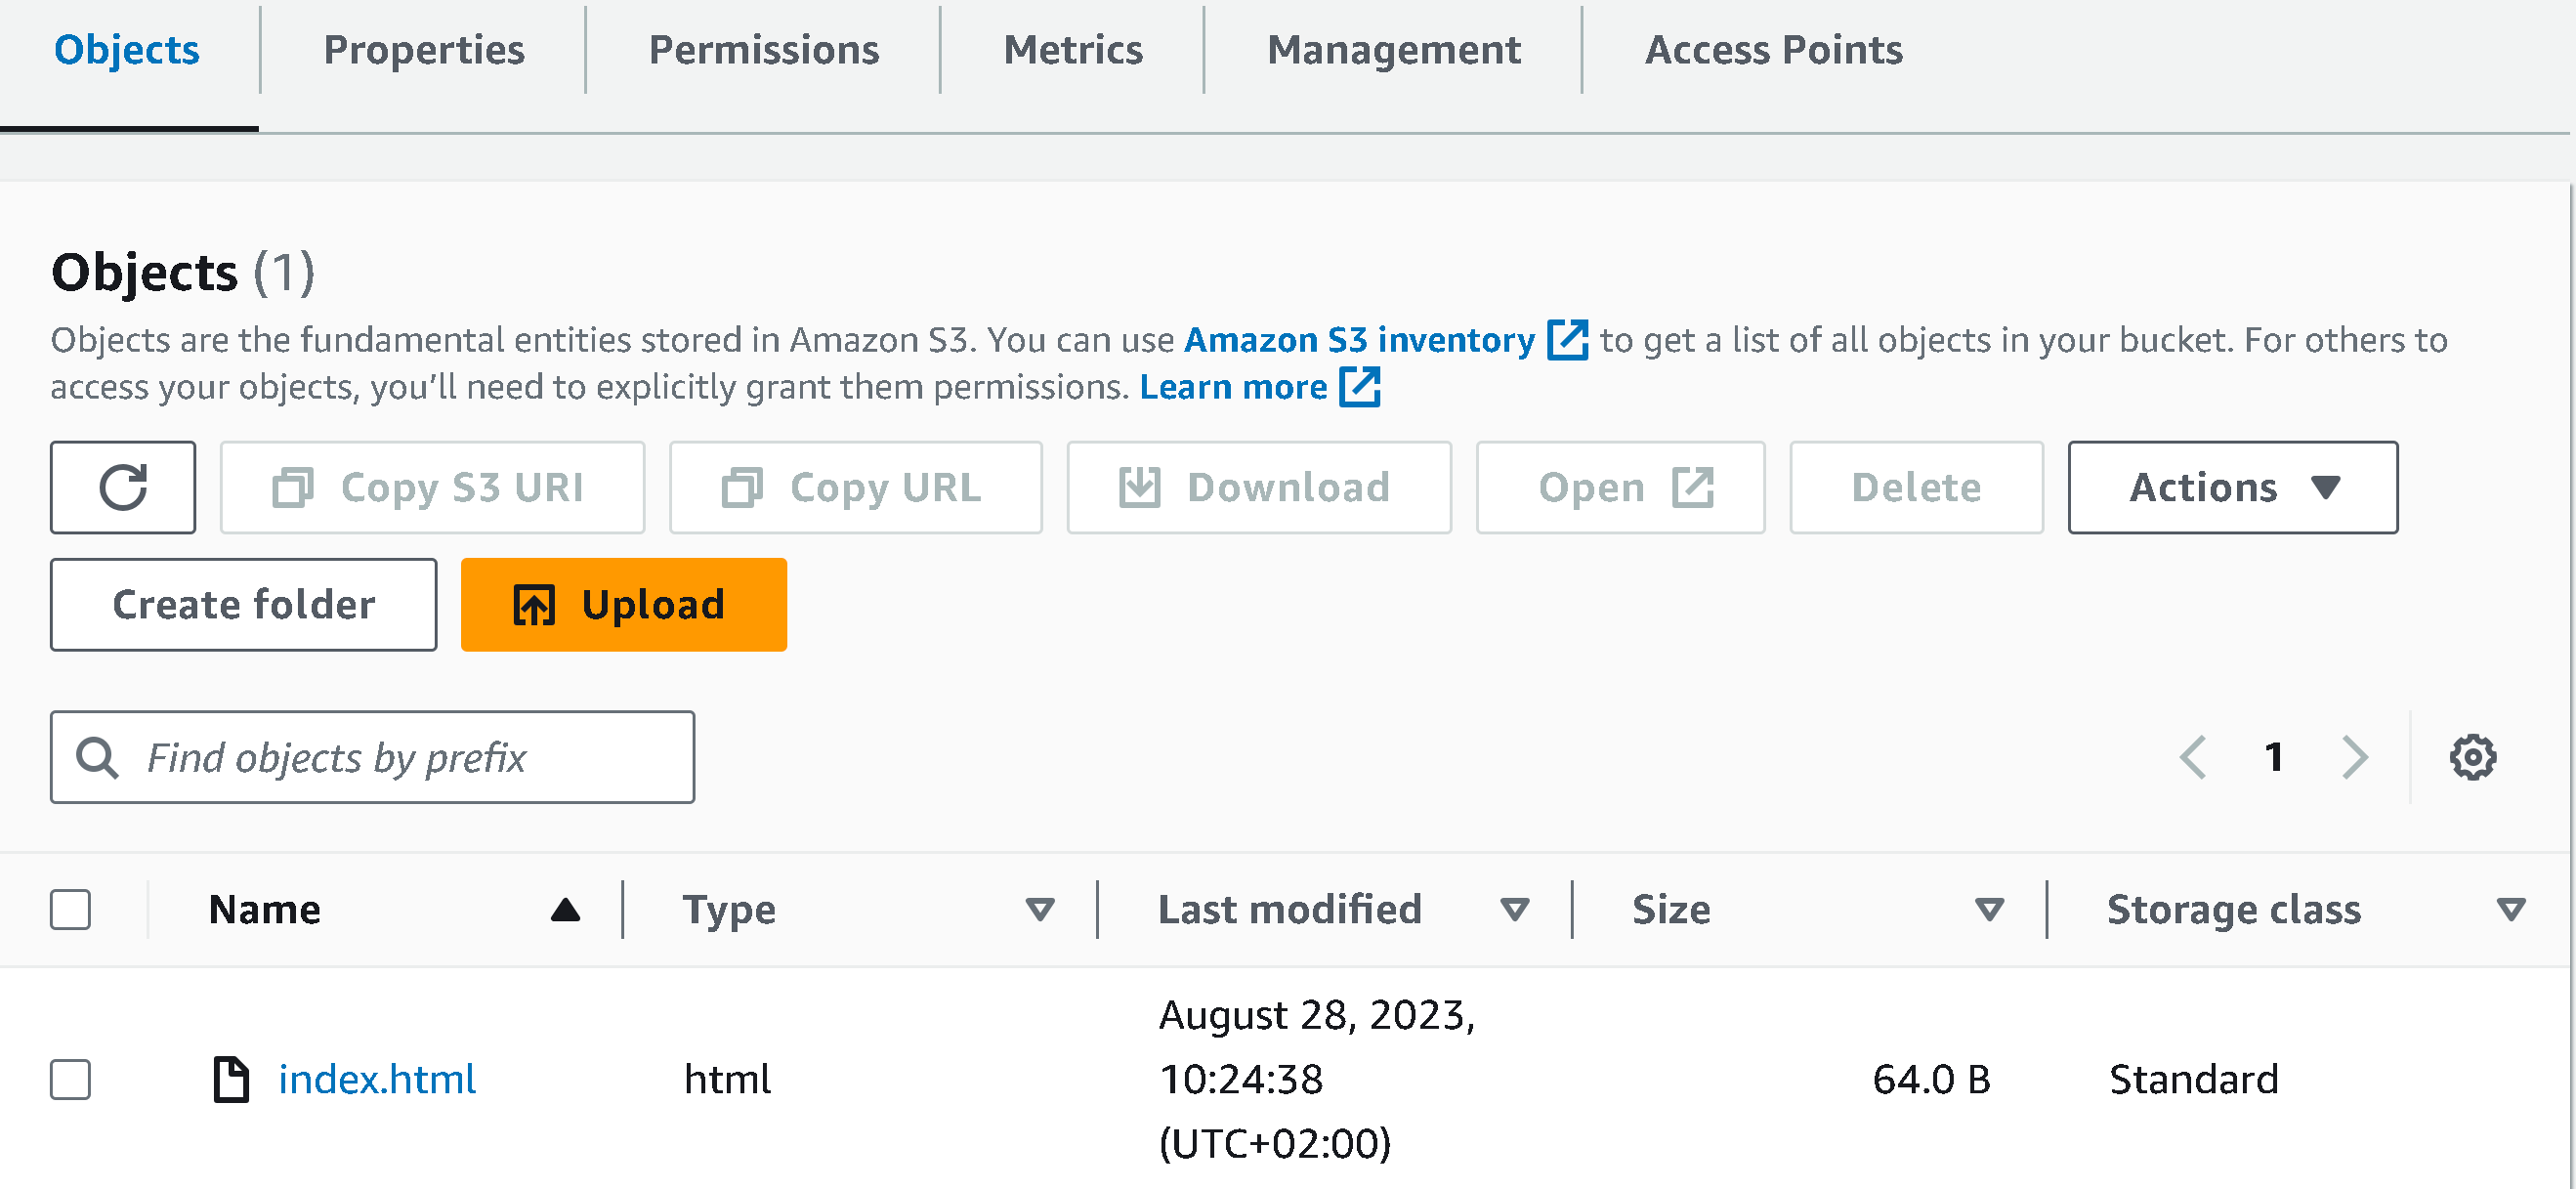 Objects Properties Permissions Metrics Management Access Points
Objects (1)
Objects are the fundamental entities stored in Amazon S3. You can use Amazon S3 inventory to get a list of all objects in your bucket. For others to
access your objects, you’ll need to explicitly grant them permissions. Learn more
Copy S3 URI Copy URL Download Open Delete Actions
Create folder Upload
Find objects by prefix 1
Name Type Last modified Size Storage class
August 28, 2023,
index.html html 10:24:38 64.0 B Standard
(UTC+02:00)